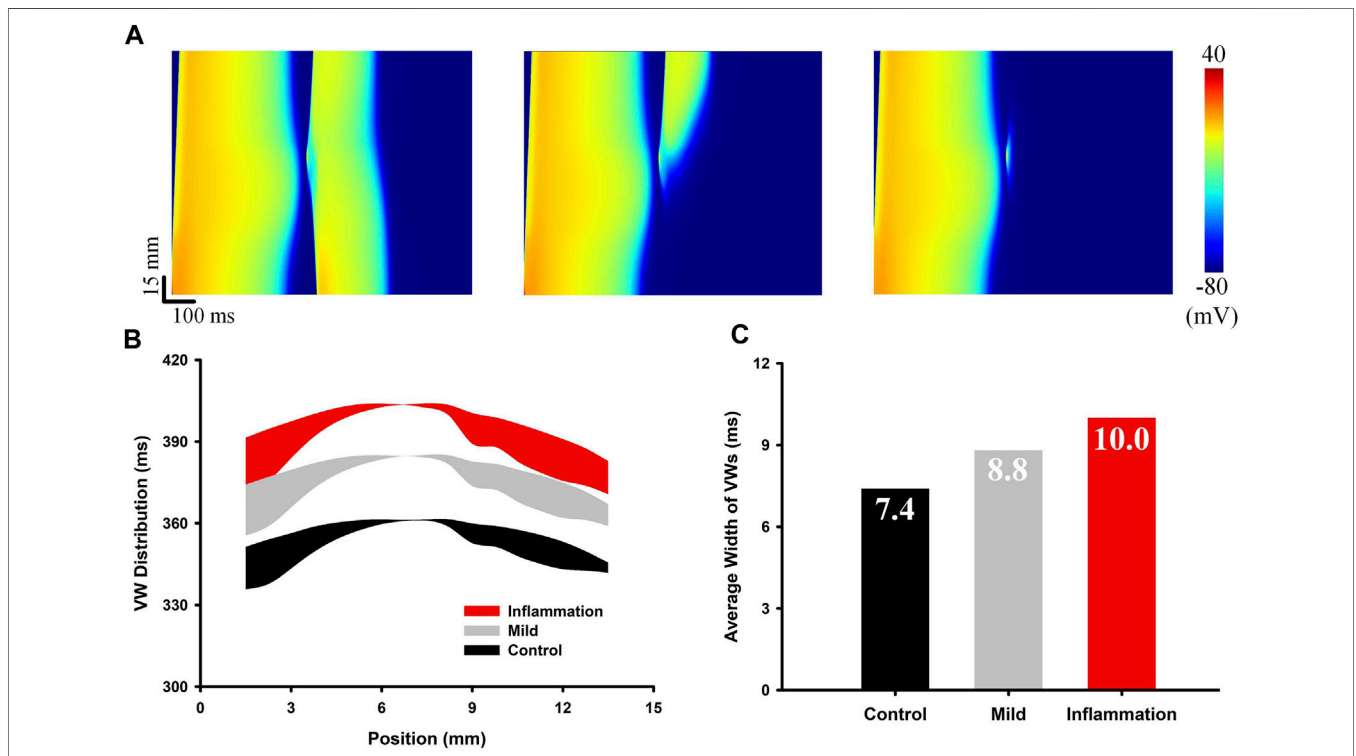 A
40
-80
(mV)
15 mm
100 ms
B
420
390
360
330
300
VW Distribution (ms)
Inflammation
Mild
Control
0 3 6 9 12 15
Position (mm)
C
12
9
6
3
0
Average Width of VWs (ms)
7.4
8.8
10.0
Control Mild Inflammation